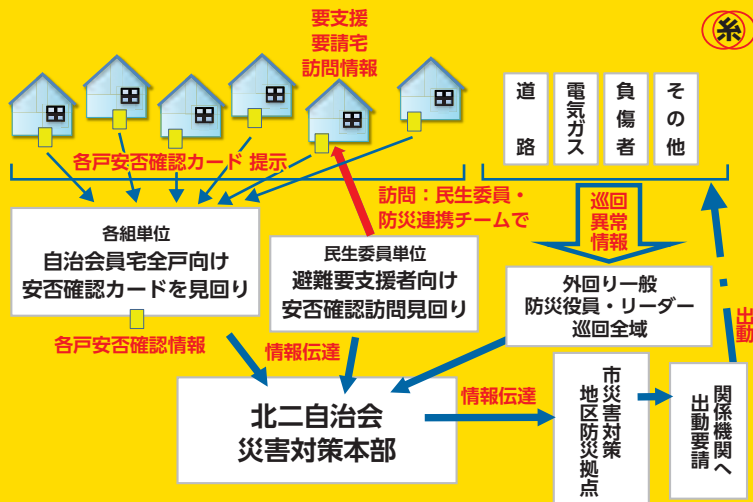 要支援
要請宅
訪問情報
糸
道路
電気ガス
負傷者
その他
各戸安否確認カード 提示
訪問：民生委員・
防災連携チームで
巡回
異常
情報
各組単位
自治会員宅全戸向け
安否確認カードを見回り
民生委員単位
避難要支援者向け
安否確認訪問見回り
外回り一般
防災役員・リーダー
巡回全域
出動
各戸安否確認情報
情報伝達
北二自治会
災害対策本部
情報伝達
市災害対策
地区防災拠点
関係機関へ
出動要請